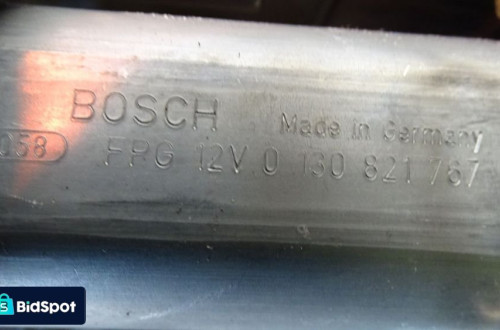 BOSCH Made in Germany
058 FPG 12V 0 130 821 767
S BidSpot